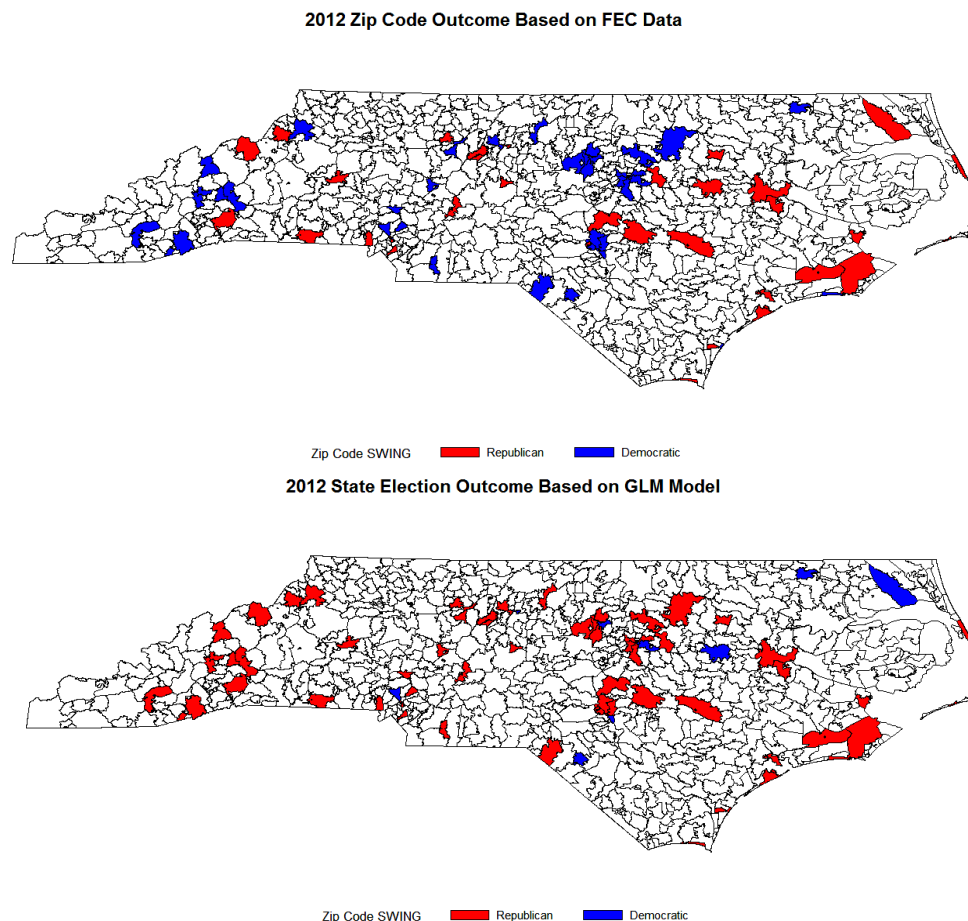 2012 Zip Code Outcome Based on FEC Data
Zip Code SWING Republican Democratic
2012 State Election Outcome Based on GLM Model
Zip Code SWING Republican Democratic